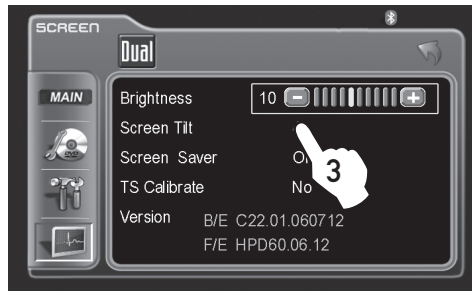 SCREEN
Dual
MAIN
Brightness 10 − +
Screen Tilt
Screen Saver
TS Calibrate No
Version B/E C22.01.060712
F/E HPD60.06.12
3
DVD